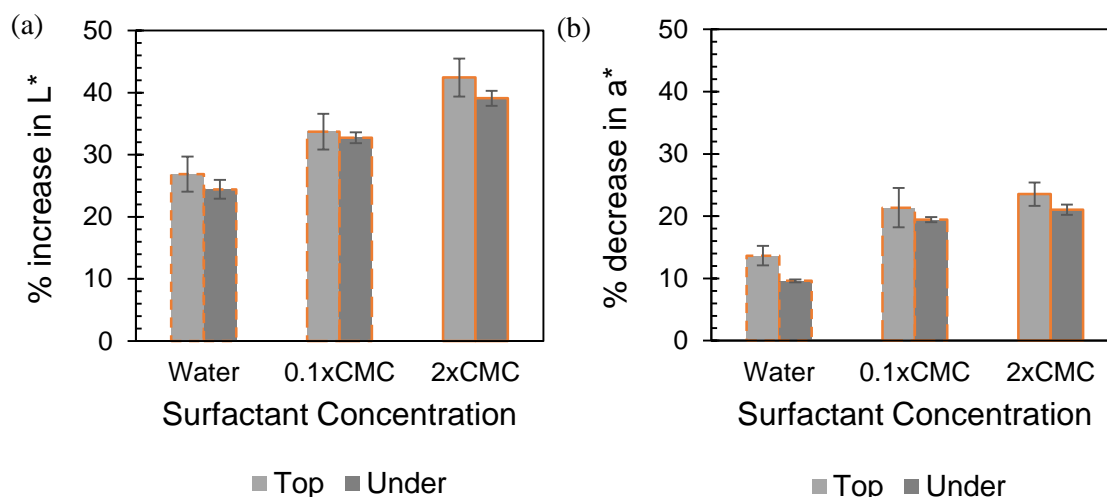 (a)
% increase in L*
50
40
30
20
10
0
Water 0.1xCMC 2xCMC
Surfactant Concentration
Top Under
(b)
% decrease in a*
50
40
30
20
10
0
Water 0.1xCMC 2xCMC
Surfactant Concentration
Top Under